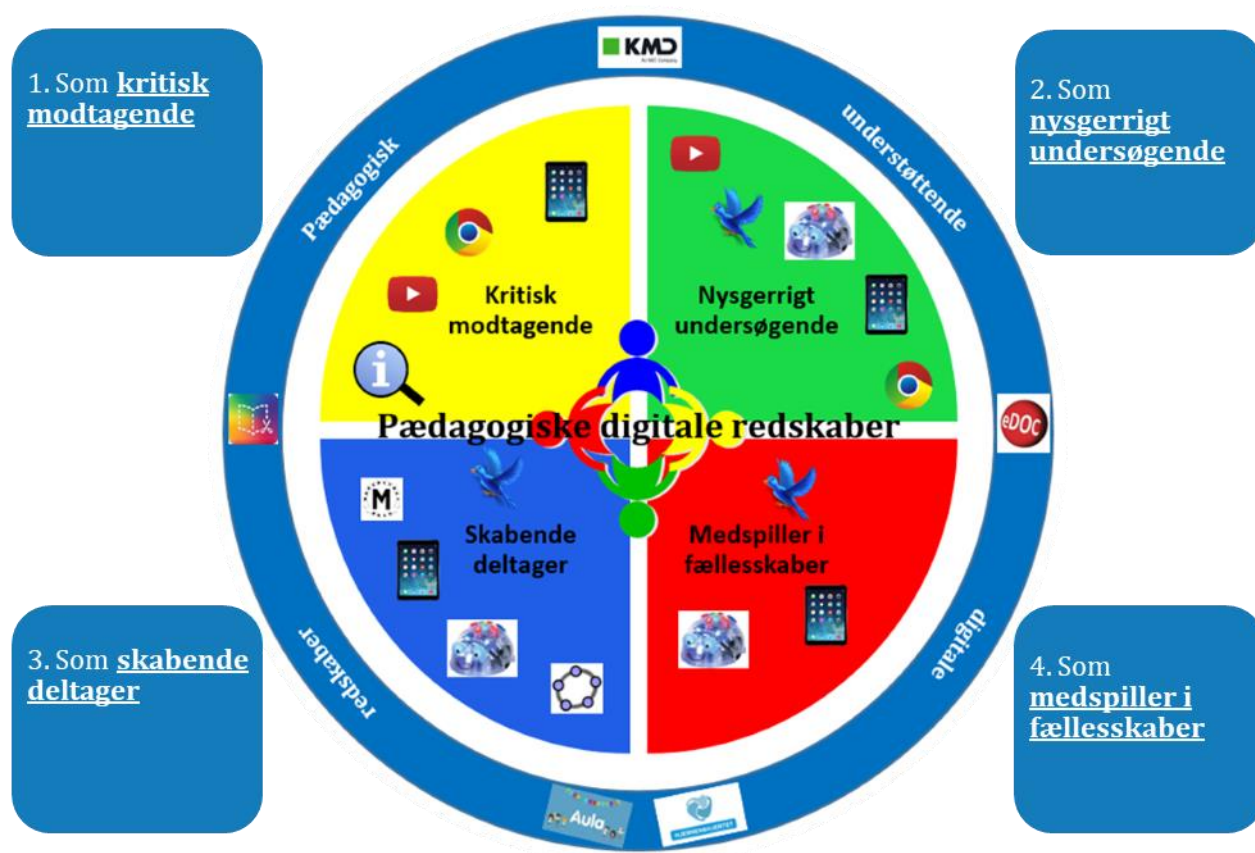 KMD
1. Som kritisk
modtagende
2. Som
nysgerrigt
undersøgende
Pædagogisk
understøttende
Kritisk
modtagende
Nysgerrigt
undersøgende
i
eDOC
Pædagogiske digitale redskaber
M
Skabende
deltager
Medspiller i
fællesskaber
3. Som skabende
deltager
redskaber
digitale
4. Som
medspiller i
fællesskaber
Aula